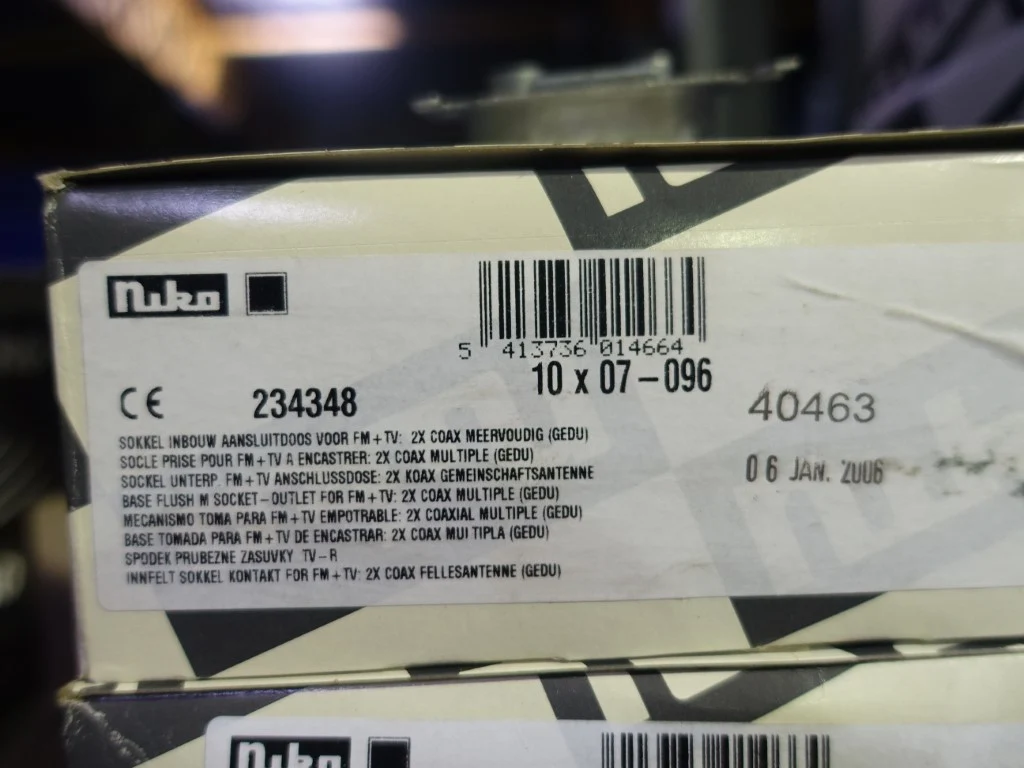 niko
5 413736 014664
10 x 07-096
CE 234348
40463
SOKKEL INBOUW AANSLUITDOOS VOOR FM+TV: 2X COAX MEERVOUDIG (GEDU)
SOCLE PRISE POUR FM+TV A ENCASTRER: 2X COAX MULTIPLE (GEDU)
06 JAN. 2006
SOCKEL UNTERP. FM+TV ANSCHLUSSDOSE: 2X KOAX GEMEINSCHAFTSANTENNE
BASE FLUSH M SOCKET-OUTLET FOR FM+TV: 2X COAX MULTIPLE (GEDU)
MECANISMO TOMA PARA FM+TV EMPOTRABLE: 2X COAXIAL MULTIPLE (GEDU)
BASE TOMADA PARA FM+TV DE ENCASTRAR: 2X COAX MULTIPLA (GEDU)
SPODEK PRUBEZNE ZASUVKY TV-R
INNFELT SOKKEL KONTAKT FOR FM+TV: 2X COAX FELLESANTENNE (GEDU)
niko